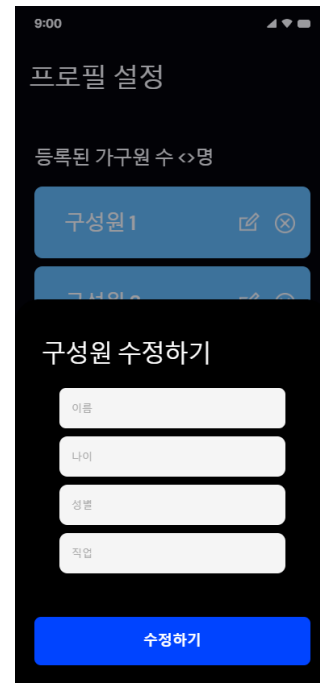 9:00
프로필 설정
등록된 가구원 수 <>명
구성원 1
구성원 수정하기
이름
나이
성별
직업
수정하기